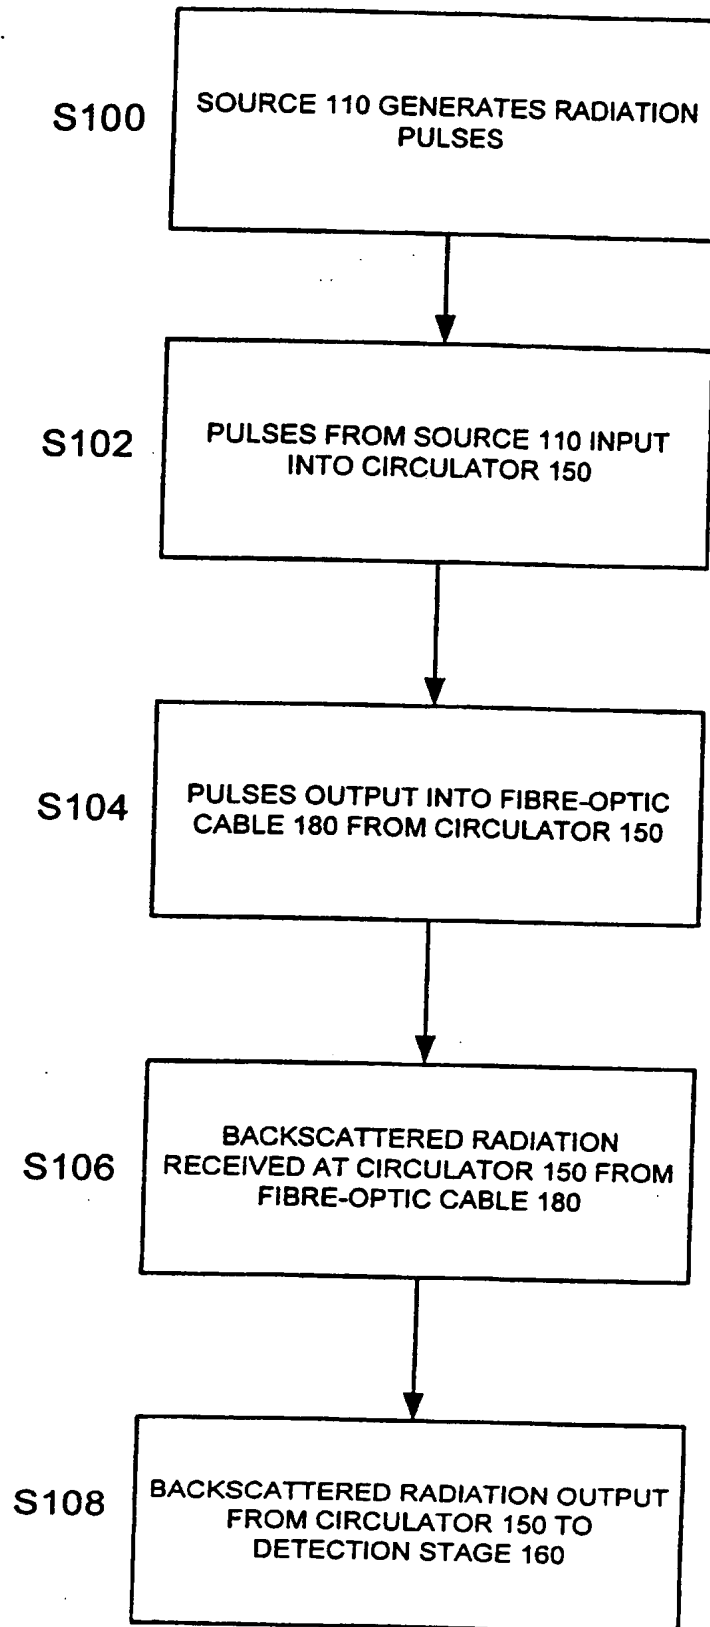 S100
SOURCE 110 GENERATES RADIATION
PULSES
S102
PULSES FROM SOURCE 110 INPUT
INTO CIRCULATOR 150
S104
PULSES OUTPUT INTO FIBRE-OPTIC
CABLE 180 FROM CIRCULATOR 150
S106
BACKSCATTERED RADIATION
RECEIVED AT CIRCULATOR 150 FROM
FIBRE-OPTIC CABLE 180
S108
BACKSCATTERED RADIATION OUTPUT
FROM CIRCULATOR 150 TO
DETECTION STAGE 160